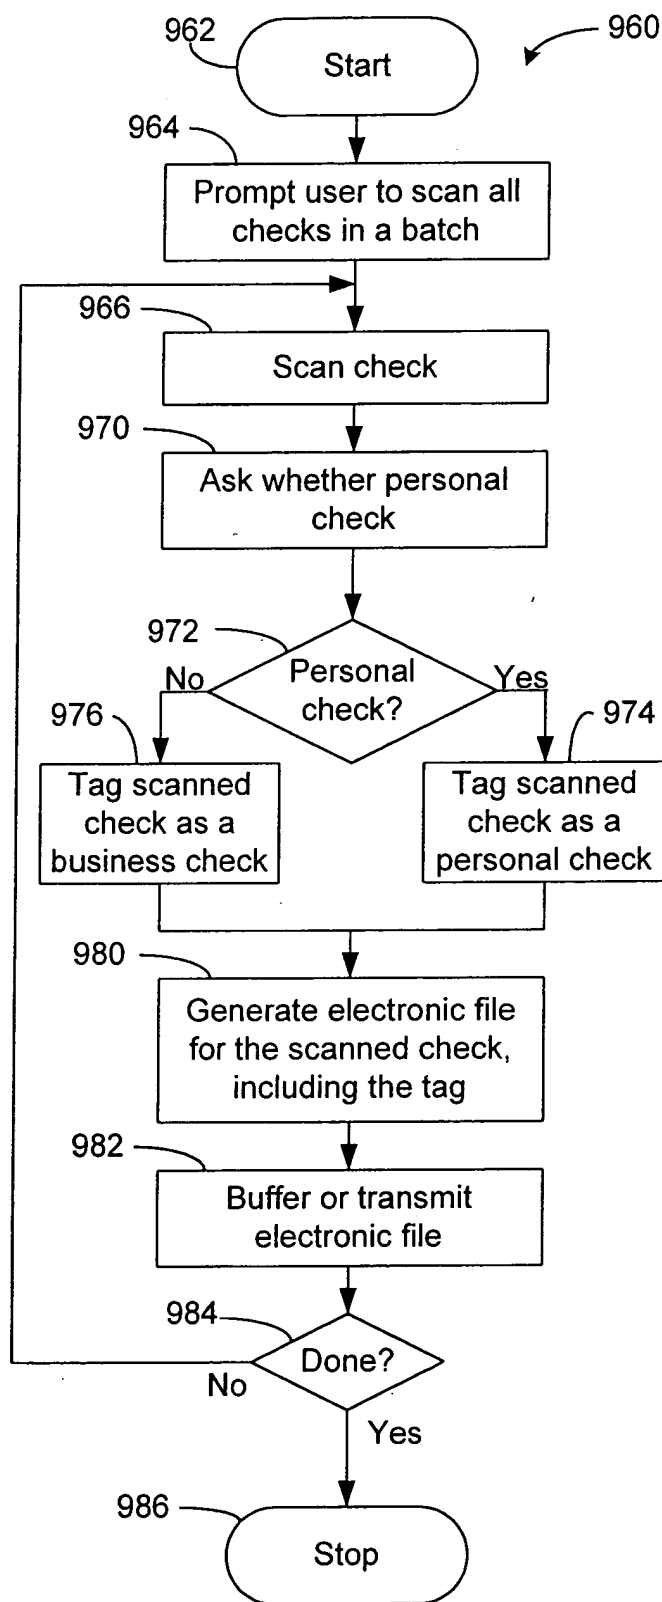 962
960
Start
964
Prompt user to scan all
checks in a batch
966
Scan check
970
Ask whether personal
check
972
No
Personal
check?
Yes
976
974
Tag scanned
check as a
business check
Tag scanned
check as a
personal check
980
Generate electronic file
for the scanned check,
including the tag
982
Buffer or transmit
electronic file
984
Done?
No
Yes
986
Stop